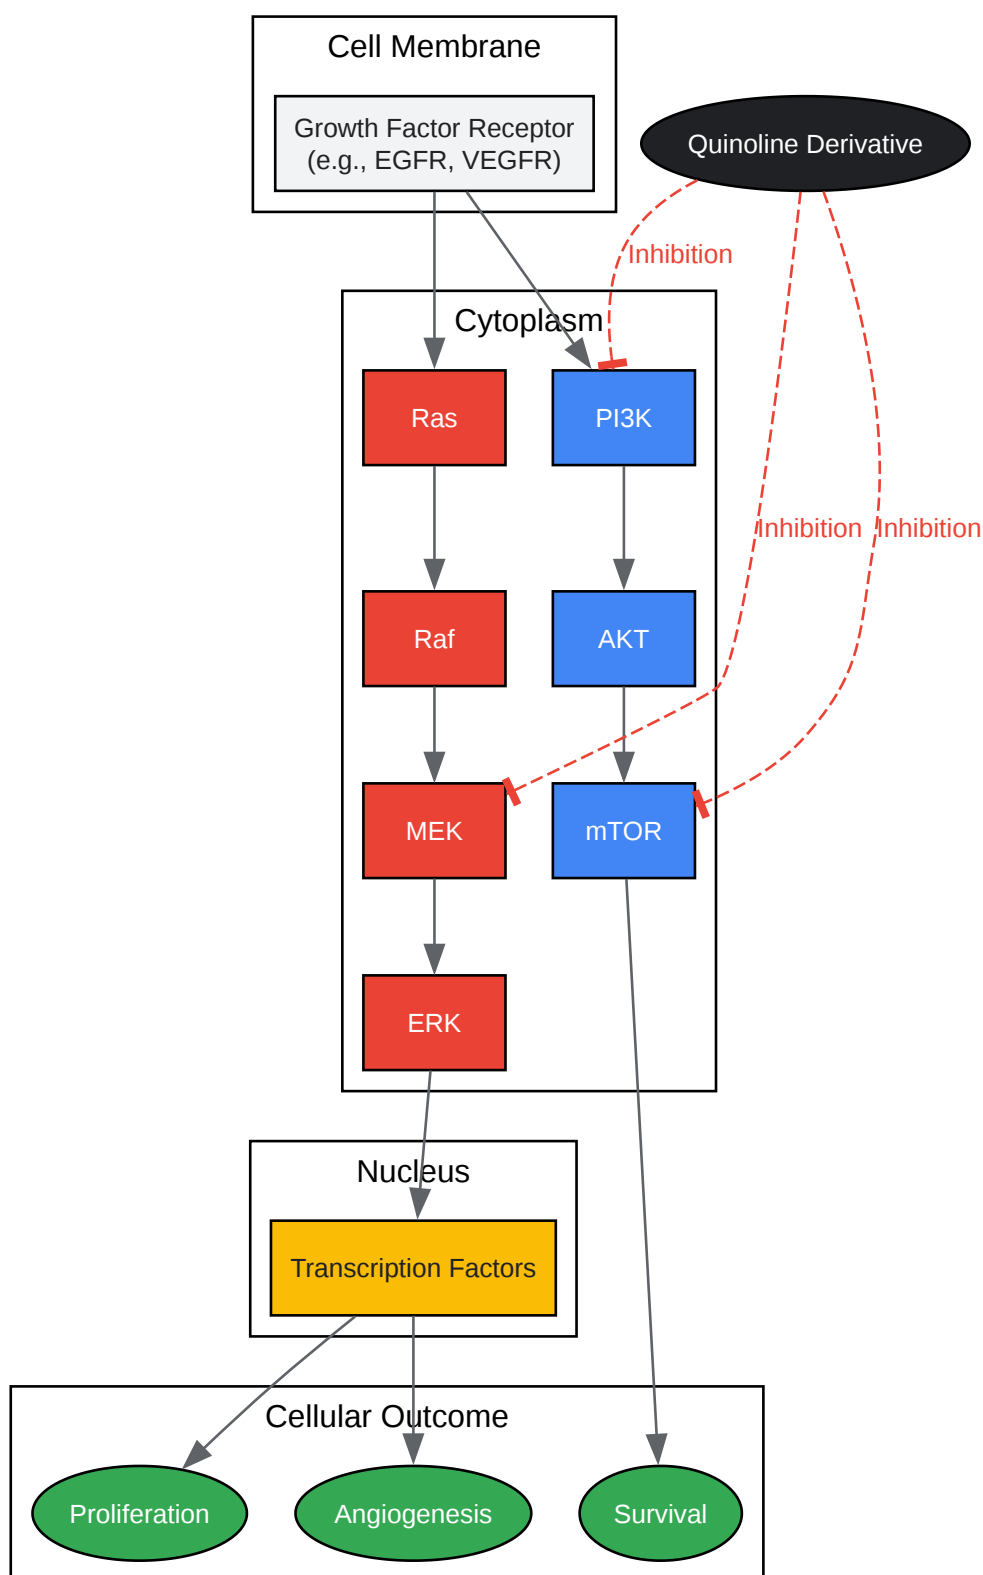 Cell Membrane
Growth Factor Receptor
(e.g., EGFR, VEGFR)
Quinoline Derivative
Inhibition
Cytoplasm
Ras
PI3K
Inhibition
Inhibition
Raf
AKT
MEK
mTOR
ERK
Nucleus
Transcription Factors
Cellular Outcome
Proliferation
Angiogenesis
Survival